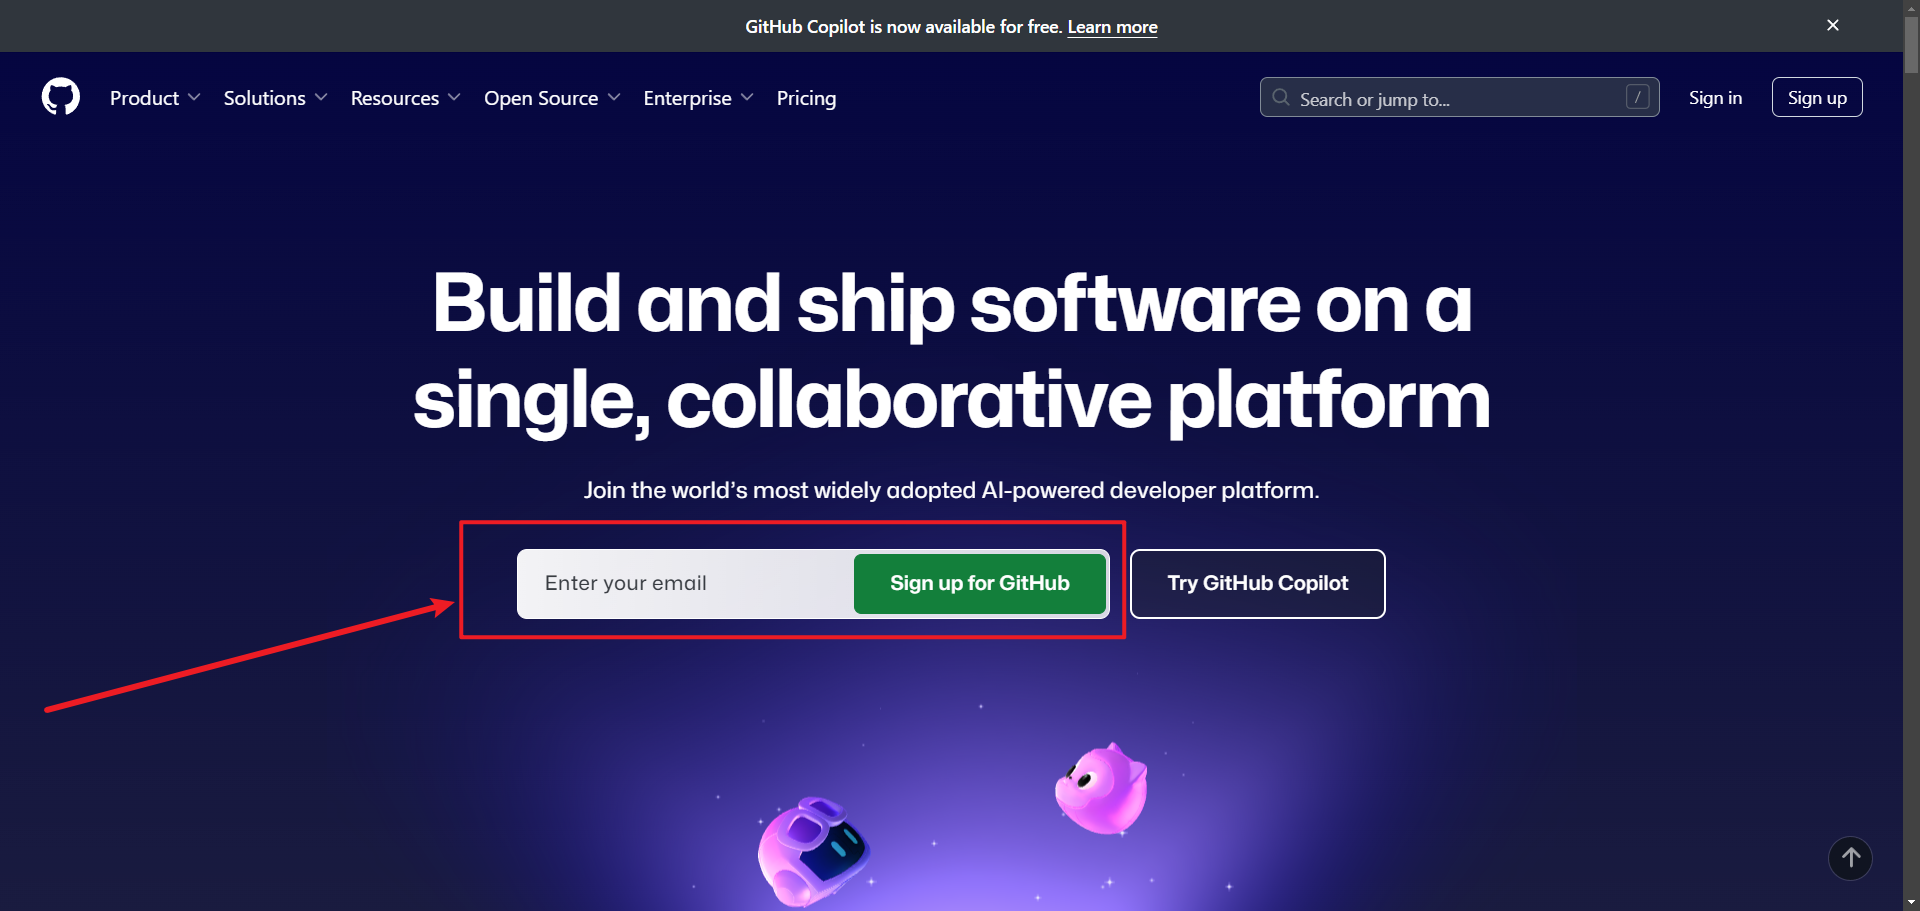 GitHub Copilot is now available for free. Learn more
Product Solutions Resources Open Source Enterprise Pricing Search or jump to... / Sign in Sign up
Build and ship software on a
single, collaborative platform
Join the world’s most widely adopted AI-powered developer platform.
Enter your email Sign up for GitHub Try GitHub Copilot